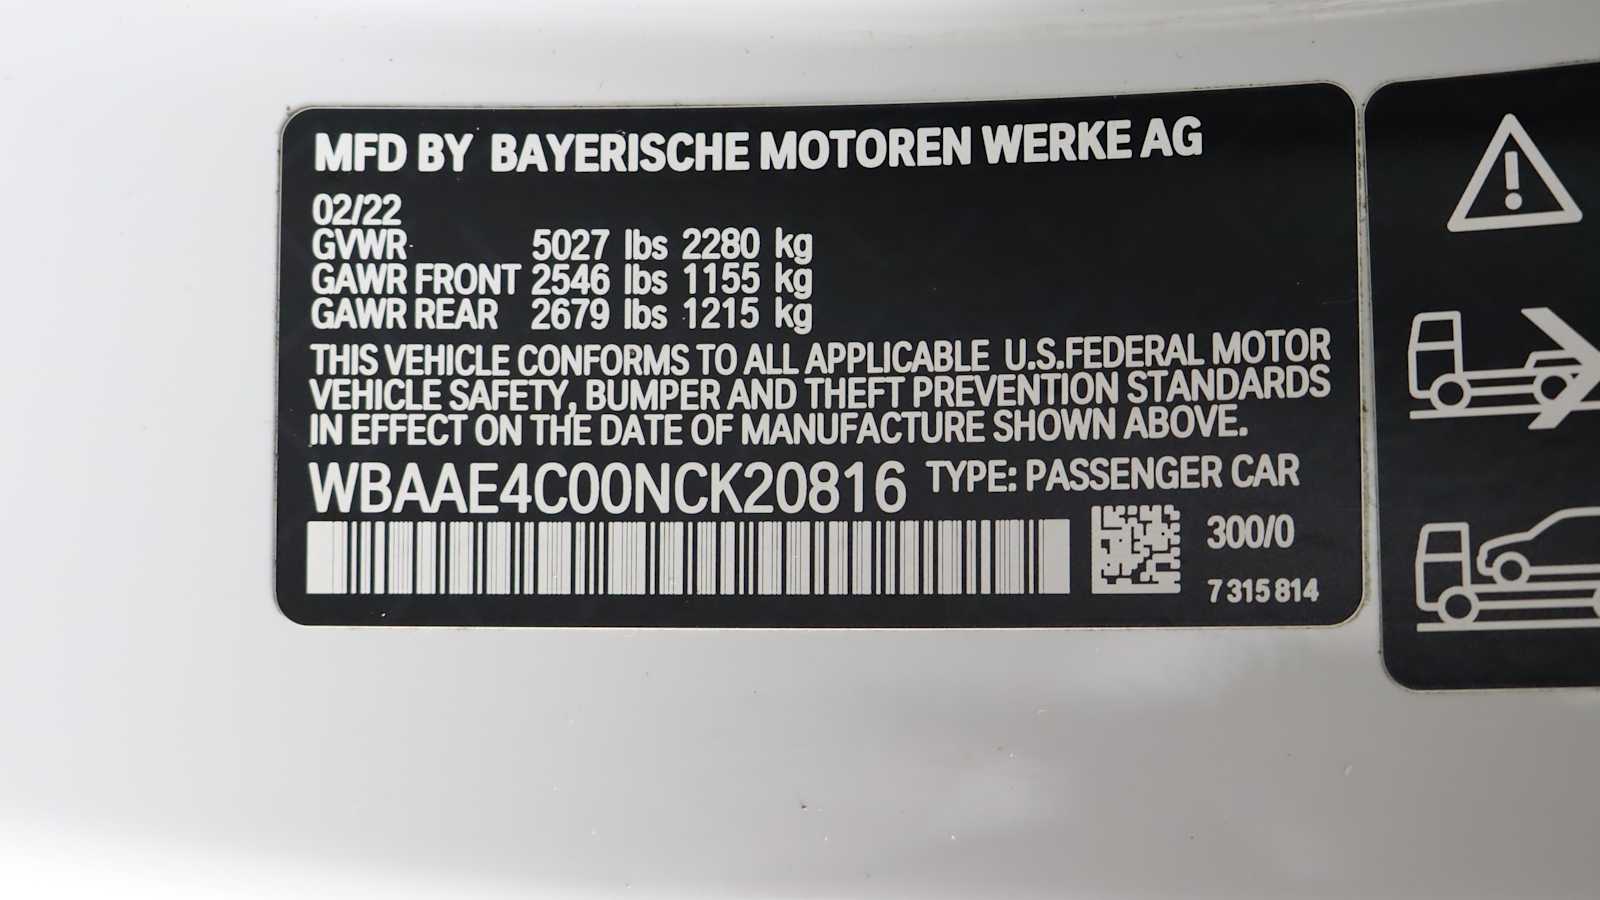 MFD BY BAYERISCHE MOTOREN WERKE AG
02/22
GVWR 5027 lbs 2280 kg
GAWR FRONT 2546 lbs 1155 kg
GAWR REAR 2679 lbs 1215 kg
THIS VEHICLE CONFORMS TO ALL APPLICABLE U.S.FEDERAL MOTOR
VEHICLE SAFETY, BUMPER AND THEFT PREVENTION STANDARDS
IN EFFECT ON THE DATE OF MANUFACTURE SHOWN ABOVE.
WBAAE4C00NCK20816 TYPE: PASSENGER CAR
300/0
7 315 814